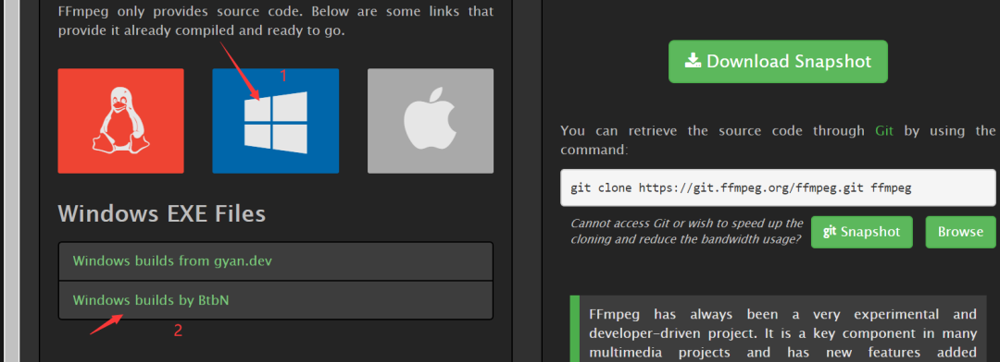 FFmpeg only provides source code. Below are some links that
provide it already compiled and ready to go.
1
Windows EXE Files
Windows builds from gyan.dev
Windows builds by BtbN
2
Download Snapshot
You can retrieve the source code through Git by using the
command:
git clone https://git.ffmpeg.org/ffmpeg.git ffmpeg
Cannot access Git or wish to speed up the
cloning and reduce the bandwidth usage?
git Snapshot
Browse
FFmpeg has always been a very experimental and
developer-driven project. It is a key component in many
multimedia projects and has new features added